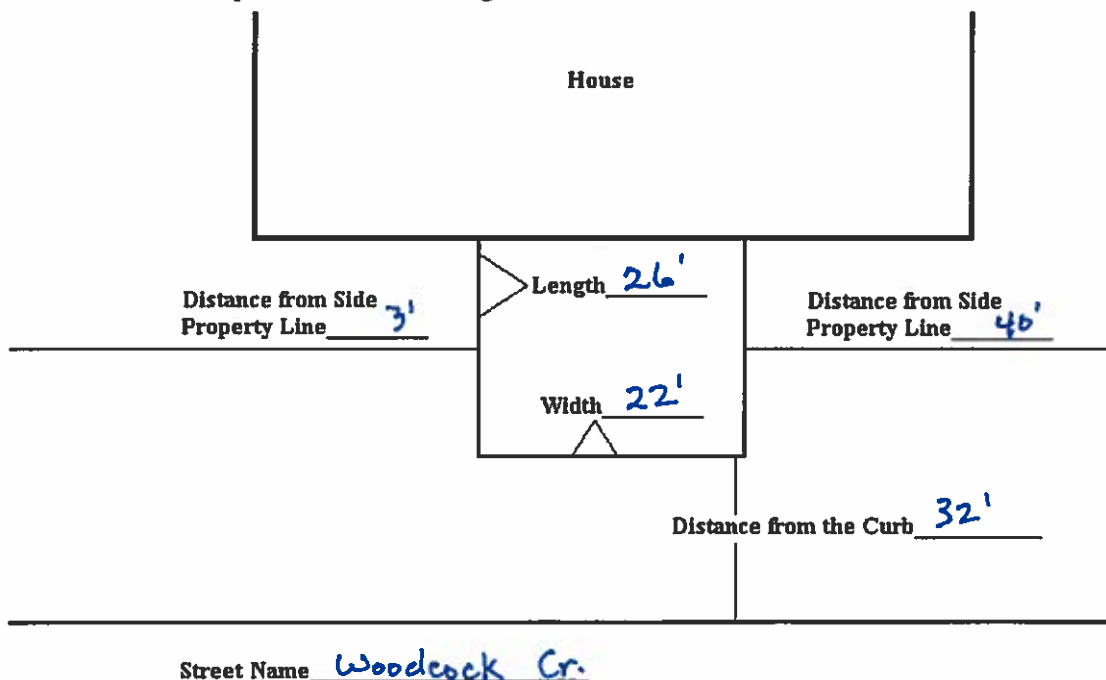 House
Length 26'
Distance from Side
Property Line 3'
Distance from Side
Property Line 40'
Width 22'
Distance from the Curb 32'
Street Name Woodcock Cr.